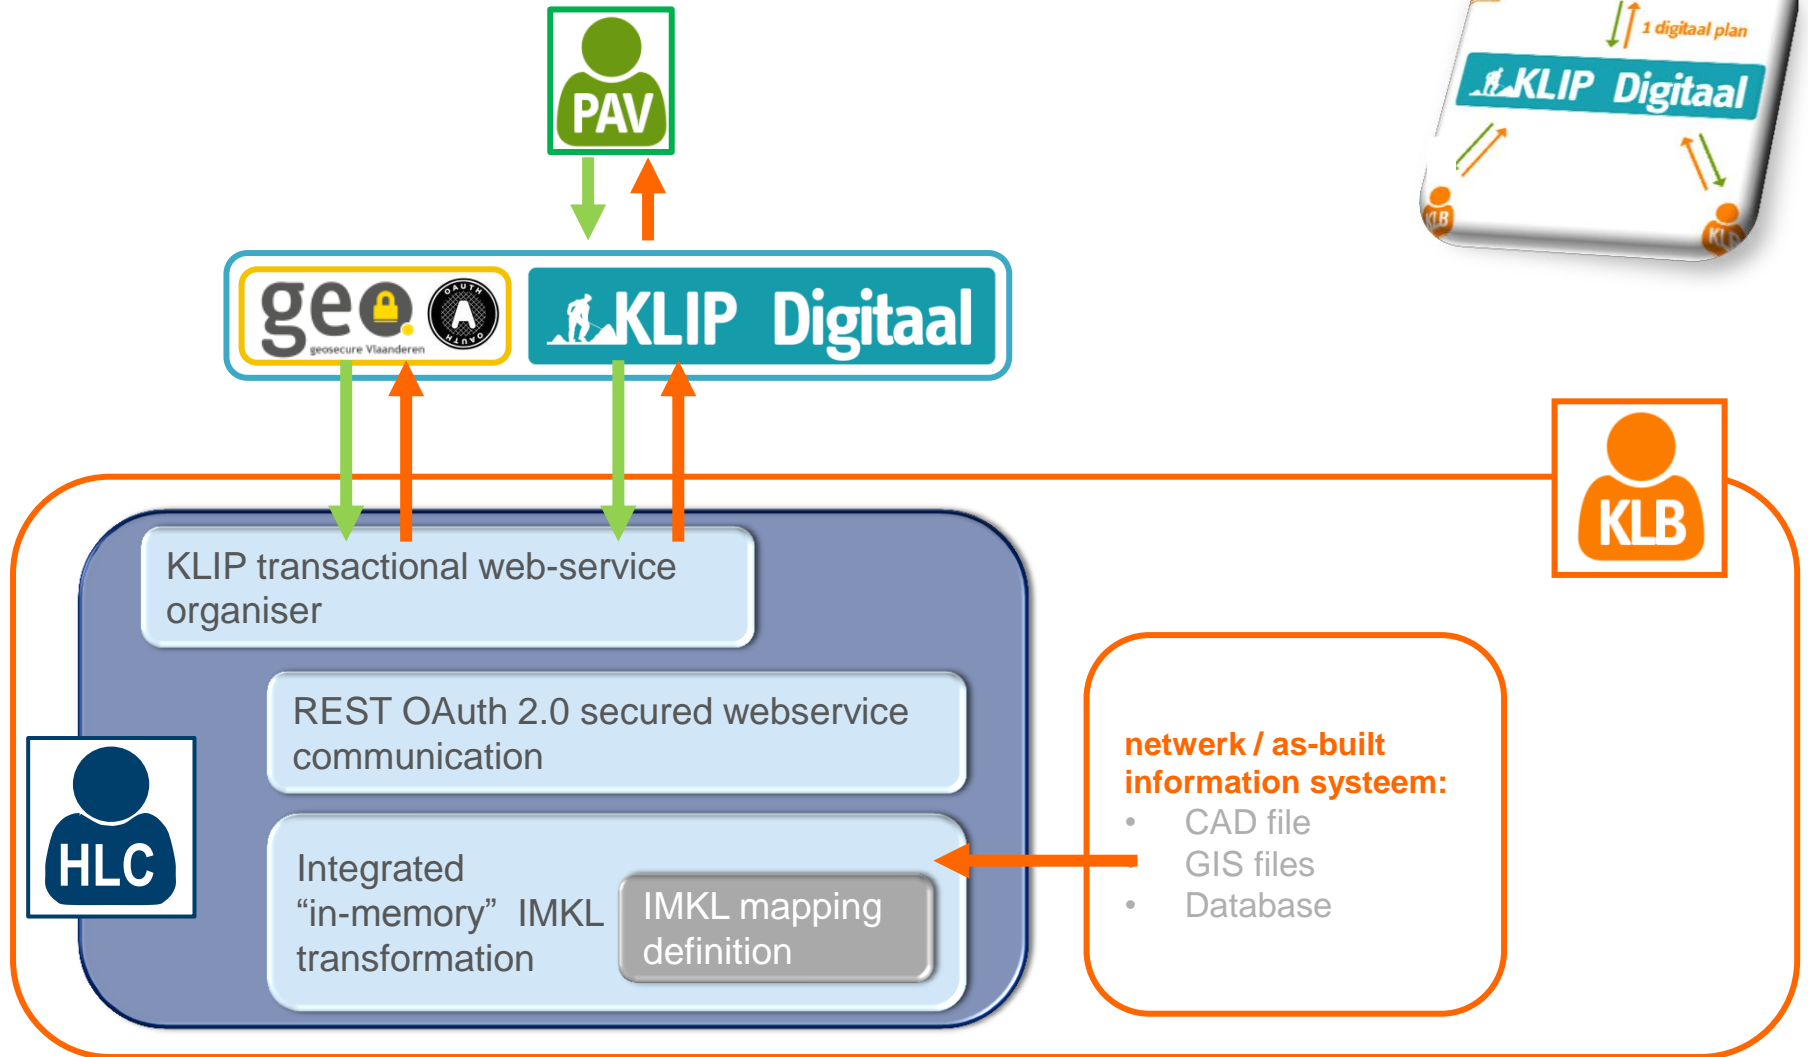 PAV
1 digitaal plan
KLIP Digitaal
KLB
geo.
geosecure Vlaanderen
OAUTH
A
OAUTH
KLIP Digitaal
KLB
KLIP transactional web-service
organiser
REST OAuth 2.0 secured webservice
communication
HLC
Integrated
“in-memory” IMKL
transformation
IMKL mapping
definition
netwerk / as-built
information systeem:
• CAD file
• GIS files
• Database